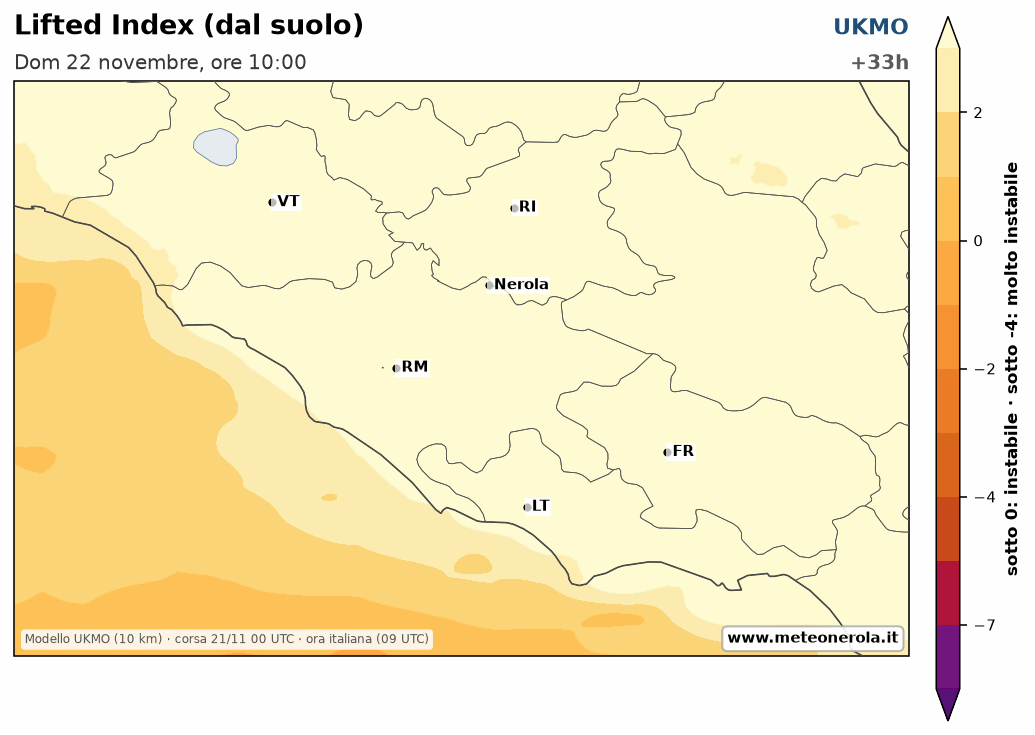 Lifted Index (dal suolo)
UKMO
Dom 22 novembre, ore 10:00
+33h
VT
RI
Nerola
RM
FR
LT
2
0
−2
−4
−7
sotto 0: instabile · sotto -4: molto instabile
Modello UKMO (10 km) · corsa 21/11 00 UTC · ora italiana (09 UTC)
www.meteonerola.it